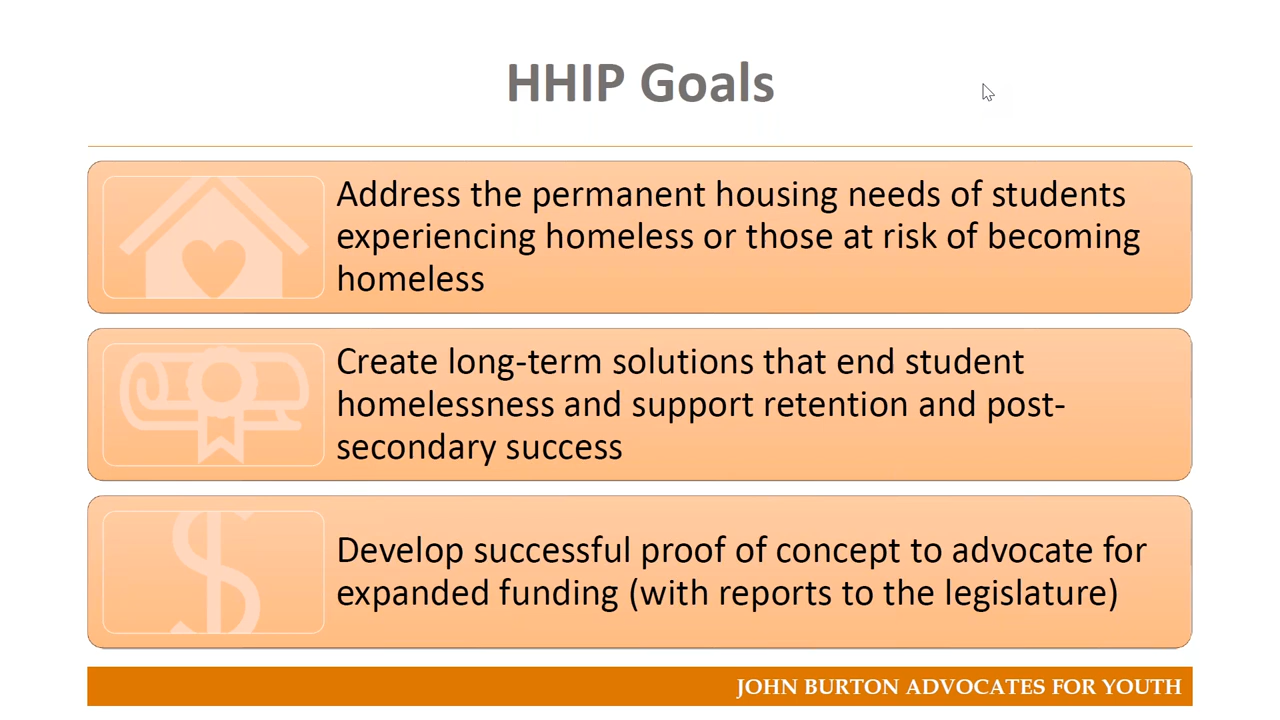 HHIP Goals
Address the permanent housing needs of students
experiencing homeless or those at risk of becoming
homeless
Create long-term solutions that end student
homelessness and support retention and post-
secondary success
Develop successful proof of concept to advocate for
expanded funding (with reports to the legislature)
JOHN BURTON ADVOCATES FOR YOUTH